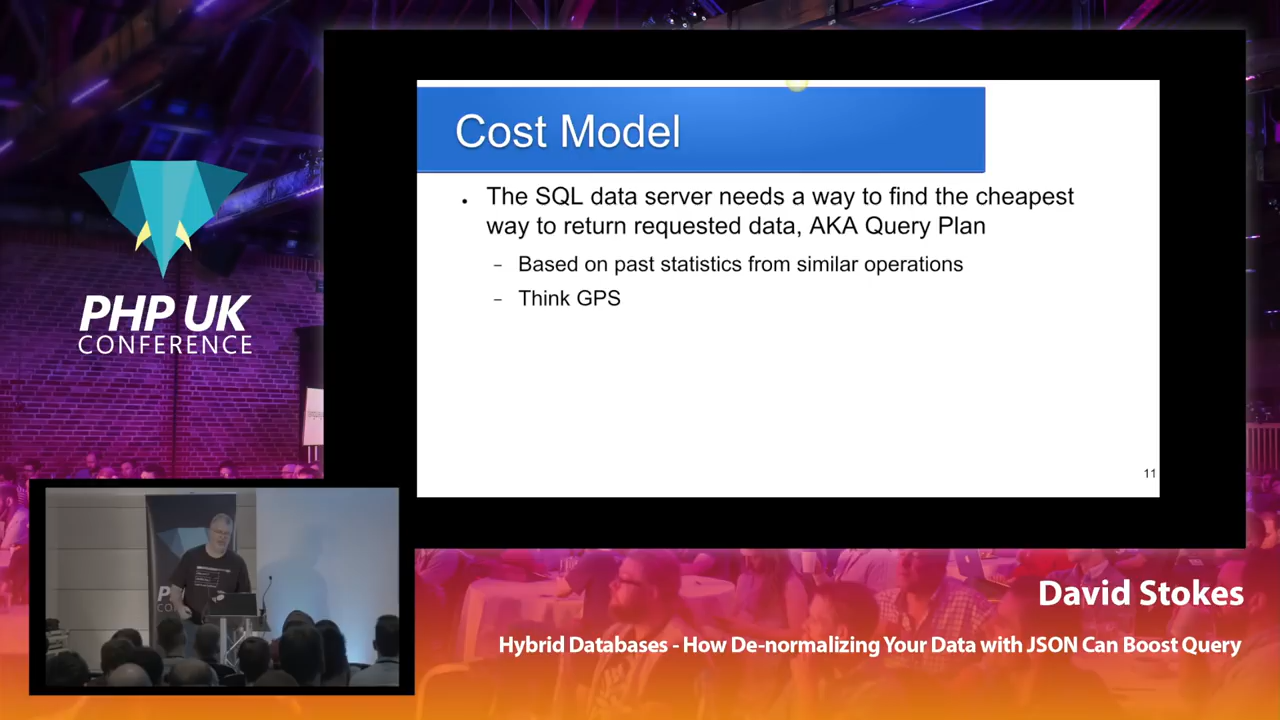 PHP UK
CONFERENCE
Cost Model
• The SQL data server needs a way to find the cheapest
way to return requested data, AKA Query Plan
– Based on past statistics from similar operations
– Think GPS
11
David Stokes
Hybrid Databases - How De-normalizing Your Data with JSON Can Boost Query